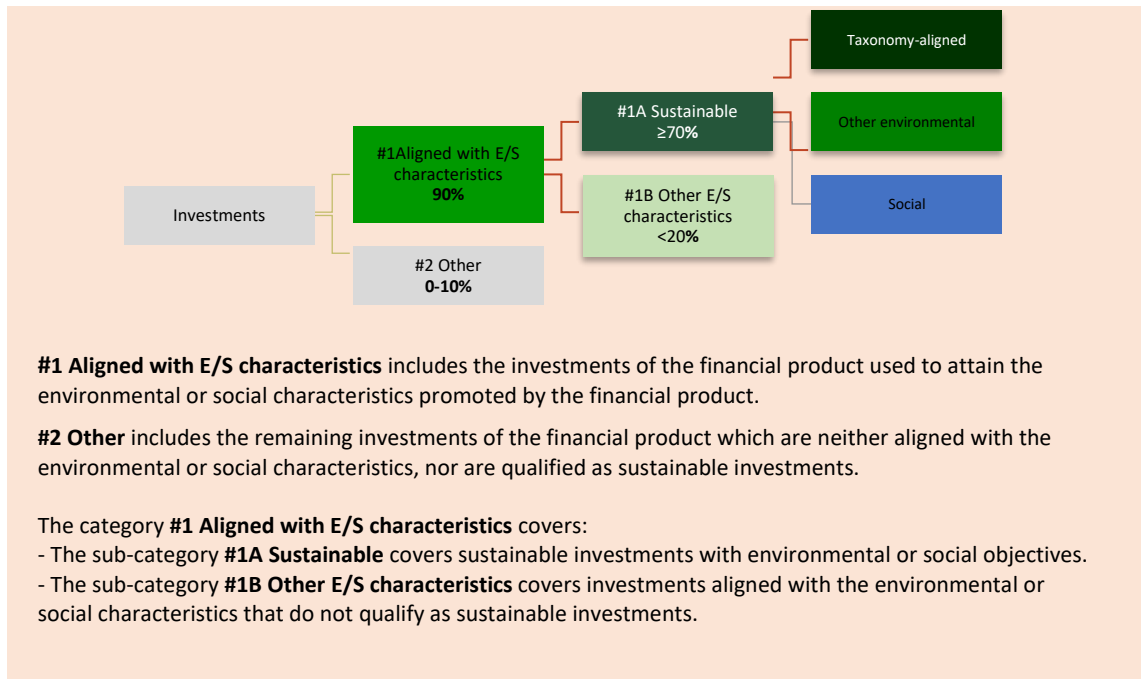 Taxonomy-aligned
#1A Sustainable
≥70%
Other environmental
#1Aligned with E/S
characteristics
90%
#1B Other E/S
characteristics
<20%
Social
Investments
#2 Other
0-10%
#1 Aligned with E/S characteristics includes the investments of the financial product used to attain the
environmental or social characteristics promoted by the financial product.
#2 Other includes the remaining investments of the financial product which are neither aligned with the
environmental or social characteristics, nor are qualified as sustainable investments.
The category #1 Aligned with E/S characteristics covers:
- The sub-category #1A Sustainable covers sustainable investments with environmental or social objectives.
- The sub-category #1B Other E/S characteristics covers investments aligned with the environmental or
social characteristics that do not qualify as sustainable investments.